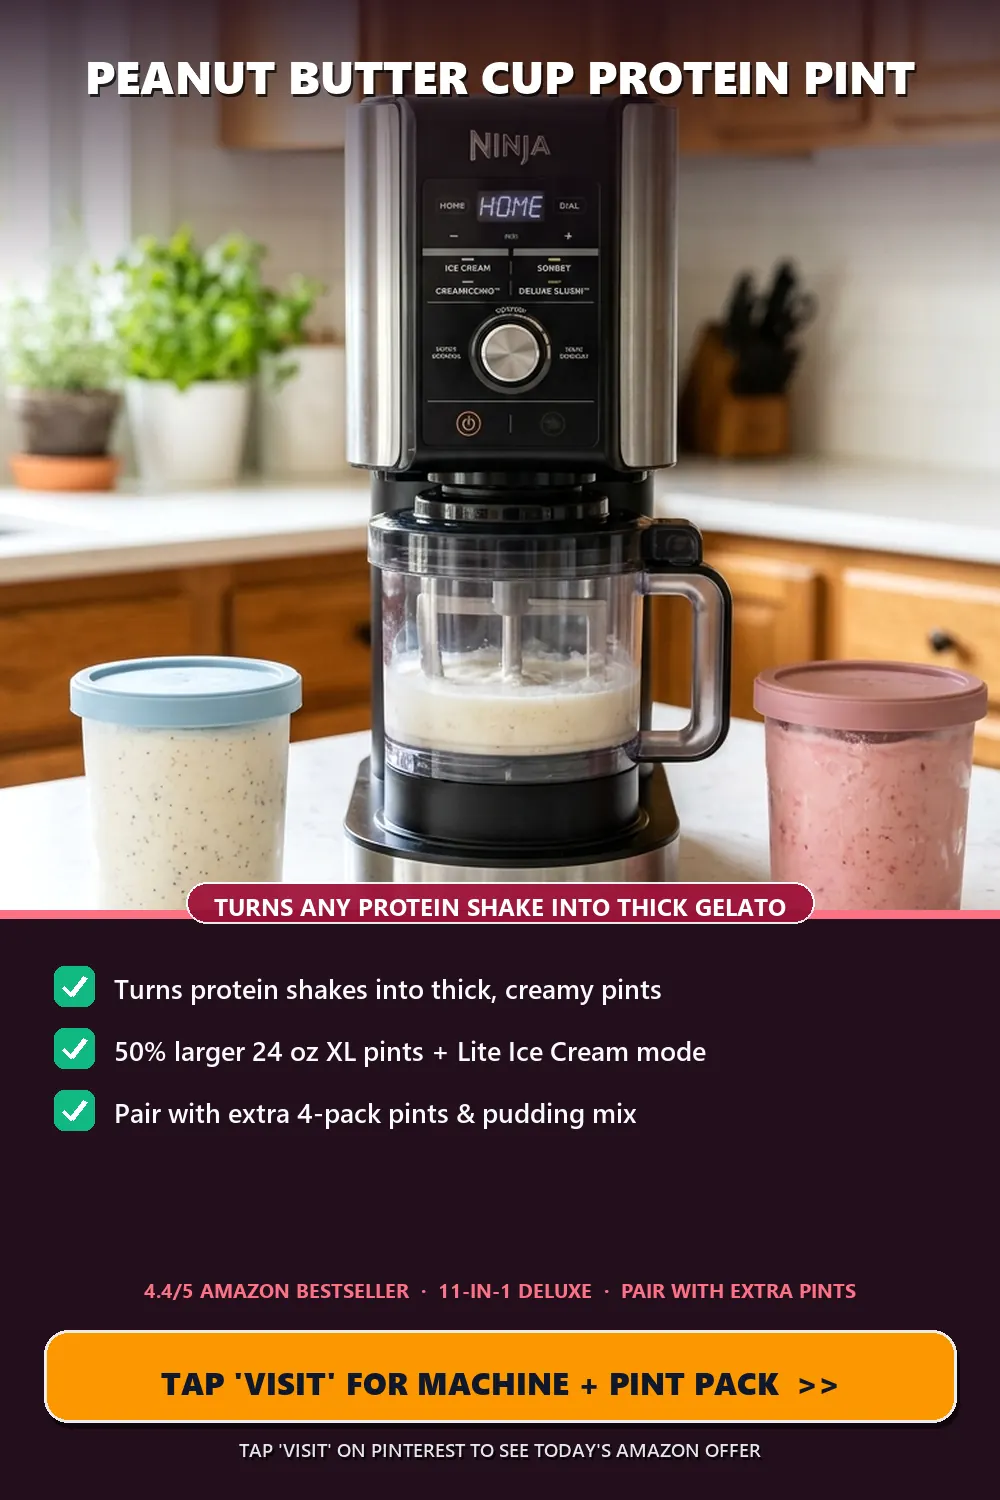 PEANUT BUTTER CUP PROTEIN PINT
NINJA
HOME HOME DIAL
− +
ICE CREAM SONBET
CREAMICCINO™ DELUXE SLUSHI™
TURNS ANY PROTEIN SHAKE INTO THICK GELATO
Turns protein shakes into thick, creamy pints
50% larger 24 oz XL pints + Lite Ice Cream mode
Pair with extra 4-pack pints & pudding mix
4.4/5 AMAZON BESTSELLER · 11-IN-1 DELUXE · PAIR WITH EXTRA PINTS
TAP 'VISIT' FOR MACHINE + PINT PACK >>
TAP 'VISIT' ON PINTEREST TO SEE TODAY'S AMAZON OFFER